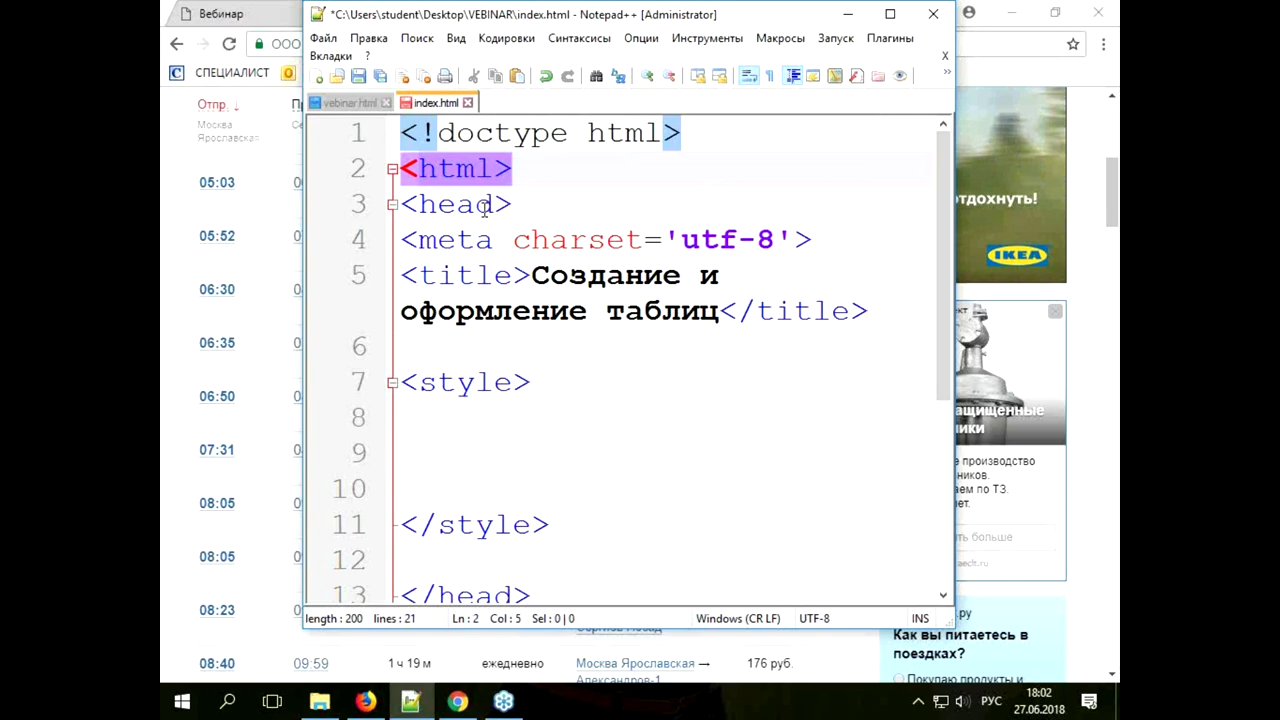 Вебинар
*C:\Users\student\Desktop\VEBINAR\index.html - Notepad++ [Administrator]
Файл Правка Поиск Вид Кодировки Синтаксисы Опции Инструменты Макросы Запуск Плагины
Вкладки ? X
ООО
C СПЕЦИАЛИСТ
vebinar.html index.html
Отпр. ↓
Москва
Ярославская
05:03
05:52
06:30
06:35
06:50
07:31
08:05
08:05
08:23
08:40
1 <!doctype html>
2 <html>
3 <head>
4 <meta charset='utf-8'>
5 <title>Создание и
оформление таблиц</title>
6
7 <style>
8
9
10
11 </style>
12
13 </head>
length: 200 lines: 21 Ln: 2 Col: 5 Sel: 0 | 0 Windows (CR LF) UTF-8 INS
09:59 1 ч 19 м ежедневно Москва Ярославская → 176 руб.
Александров-1
отдохнуть!
IKEA
производство
ТЗ.
больше
.ру
Как вы питаетесь в
поездках?
Покупаю продукты и
РУС
18:02
27.06.2018